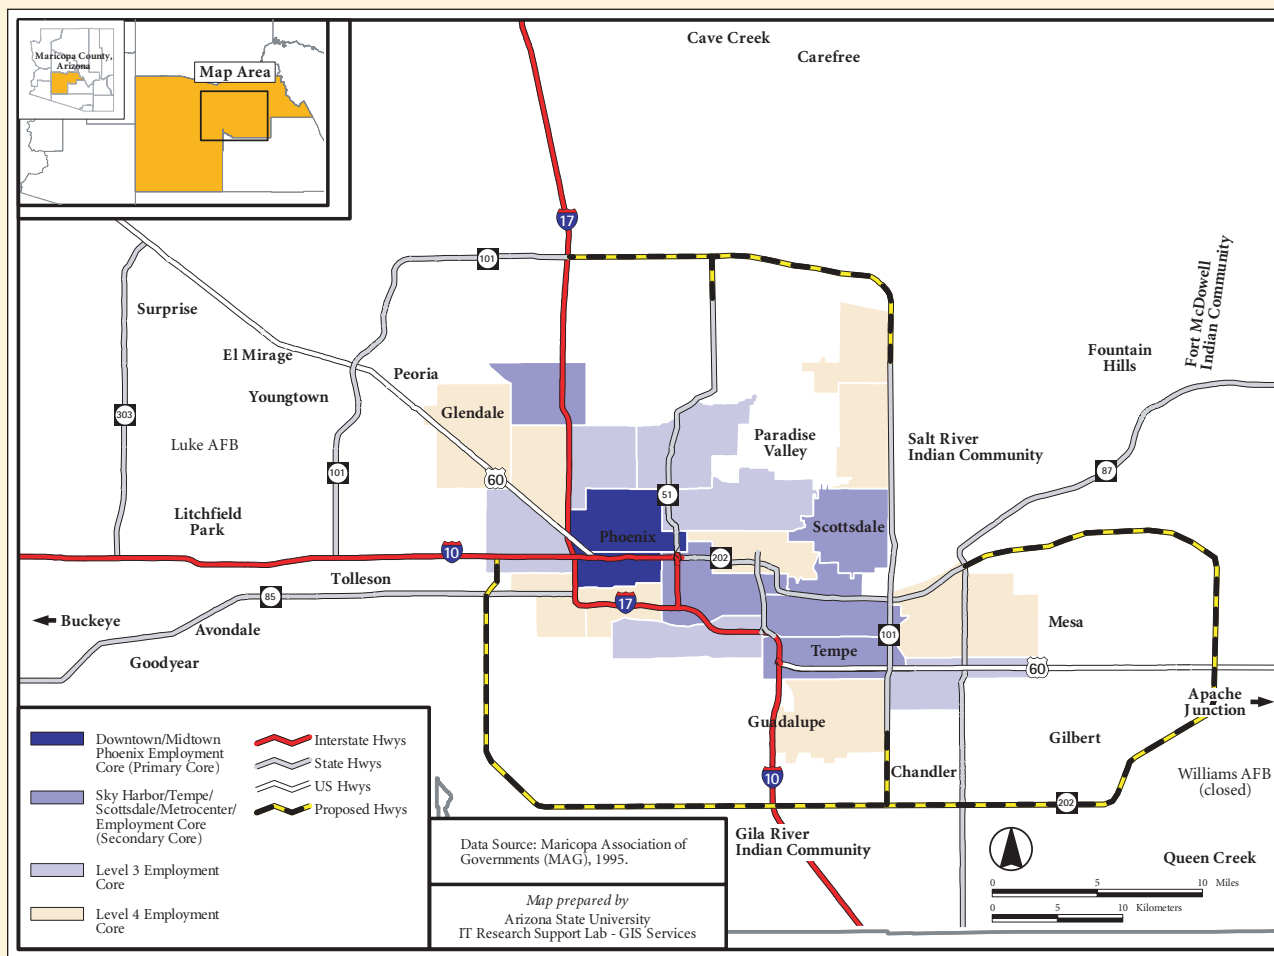 Maricopa County,
Arizona
Map Area
Cave Creek
Carefree
17
101
Surprise
El Mirage
Youngtown
Peoria
Glendale
303
Luke AFB
101
60
Litchfield
Park
51
Paradise
Valley
Salt River
Indian Community
Fountain
Hills
Fort McDowell
Indian Community
87
Scottsdale
Phoenix
10
202
Tolleson
85
17
Buckeye
Avondale
Goodyear
101
Mesa
Tempe
60
Apache
Junction
Guadalupe
Gilbert
10
Chandler
Williams AFB
(closed)
202
Gila River
Indian Community
Queen Creek
Downtown/Midtown
Phoenix Employment
Core (Primary Core)
Sky Harbor/Tempe/
Scottsdale/Metrocenter/
Employment Core
(Secondary Core)
Level 3 Employment
Core
Level 4 Employment
Core
Interstate Hwys
State Hwys
US Hwys
Proposed Hwys
Data Source: Maricopa Association of
Governments (MAG), 1995.
Map prepared by
Arizona State University
IT Research Support Lab - GIS Services
0 5 10 Miles
0 5 10 Kilometers